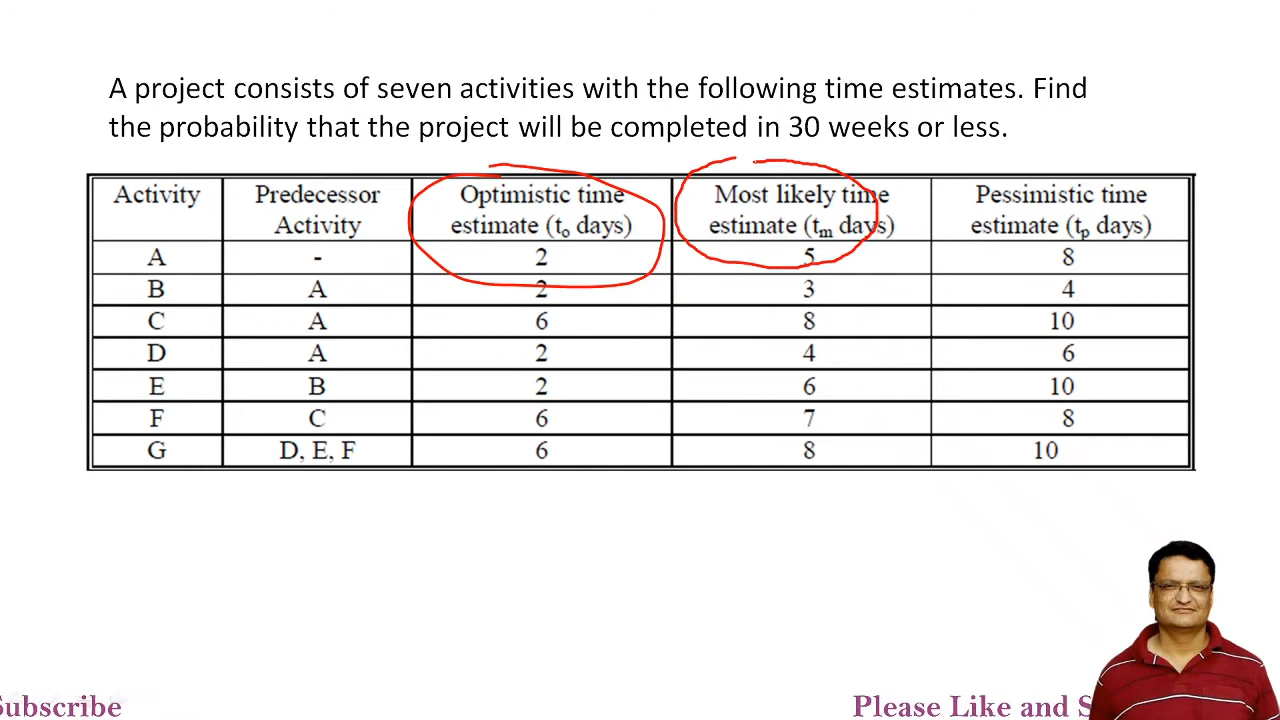 A project consists of seven activities with the following time estimates. Find
the probability that the project will be completed in 30 weeks or less.
Activity Predecessor Activity Optimistic time estimate (to days) Most likely time estimate (tm days) Pessimistic time estimate (tp days)
A - 2 5 8
B A 2 3 4
C A 6 8 10
D A 2 4 6
E B 2 6 10
F C 6 7 8
G D, E, F 6 8 10
ubscribe
Please Like and S